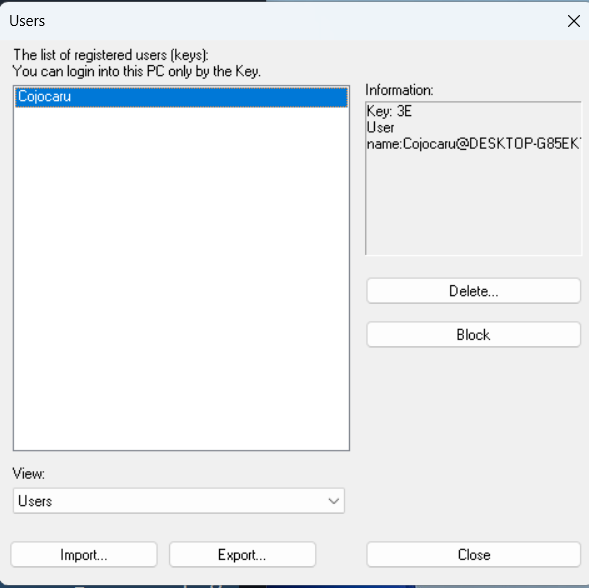 Users
The list of registered users (keys):
You can login into this PC only by the Key.
Cojocaru
Information:
Key: 3E
User
name:Cojocaru@DESKTOP-G85EK
Delete...
Block
View:
Users
Import...
Export...
Close